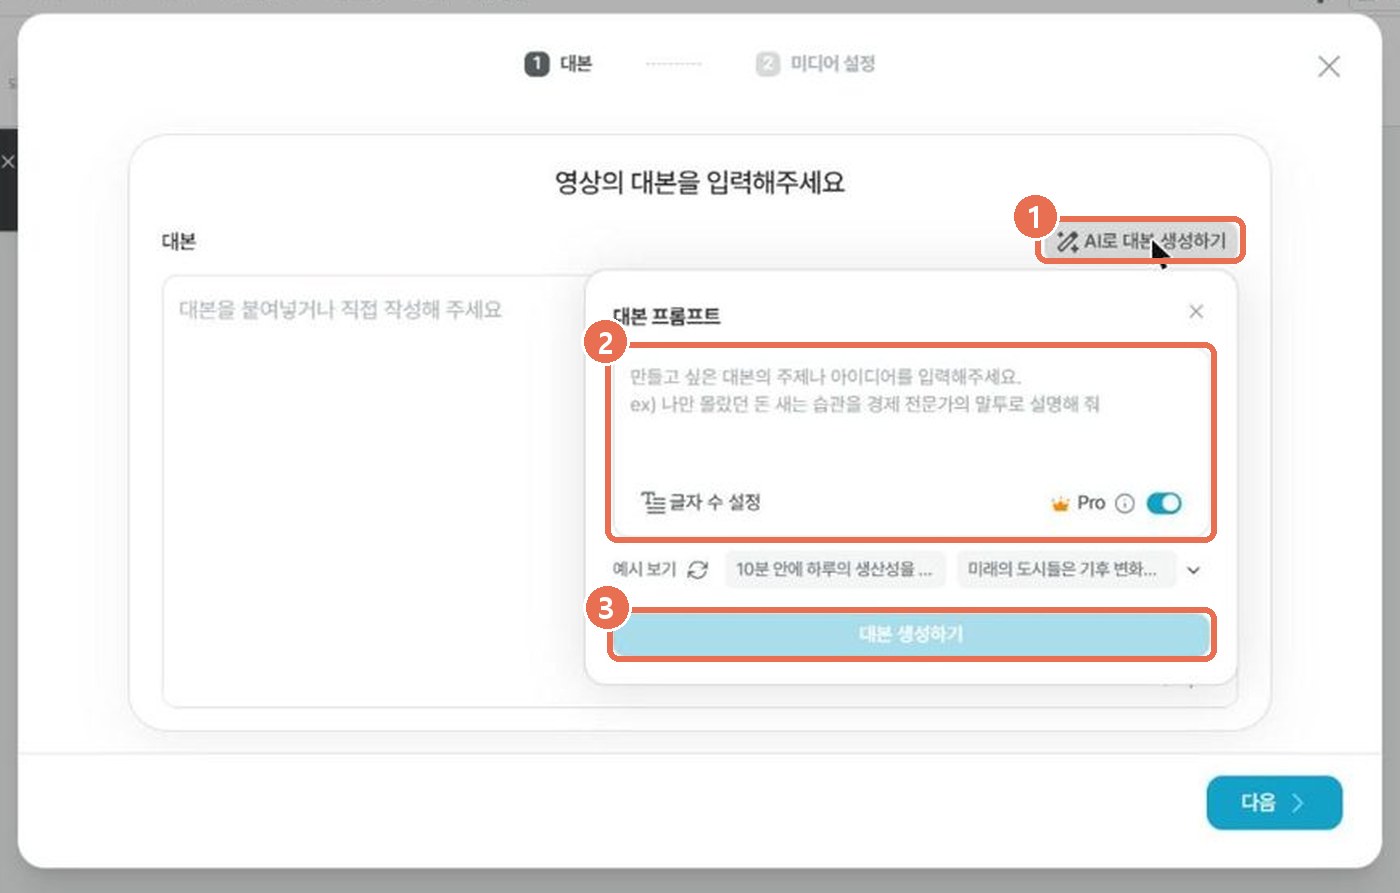 1 대본
2 미디어 설정
영상의 대본을 입력해주세요
대본
1
AI로 대본 생성하기
대본을 붙여넣거나 직접 작성해 주세요
대본 프롬프트
2
만들고 싶은 대본의 주제나 아이디어를 입력해주세요.
ex) 나만 몰랐던 돈 새는 습관을 경제 전문가의 말투로 설명해 줘
글자 수 설정
Pro
예시 보기
10분 안에 하루의 생산성을 ...
미래의 도시들은 기후 변화...
3
대본 생성하기
다음